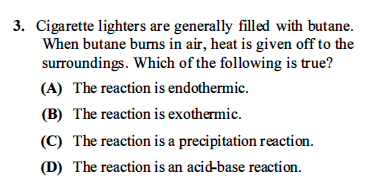 3. Cigarette lighters are generally filled with butane.
When butane burns in air, heat is given off to the
surroundings. Which of the following is true?
(A) The reaction is endothermic.
(B) The reaction is exothermic.
(C) The reaction is a precipitation reaction.
(D) The reaction is an acid-base reaction.